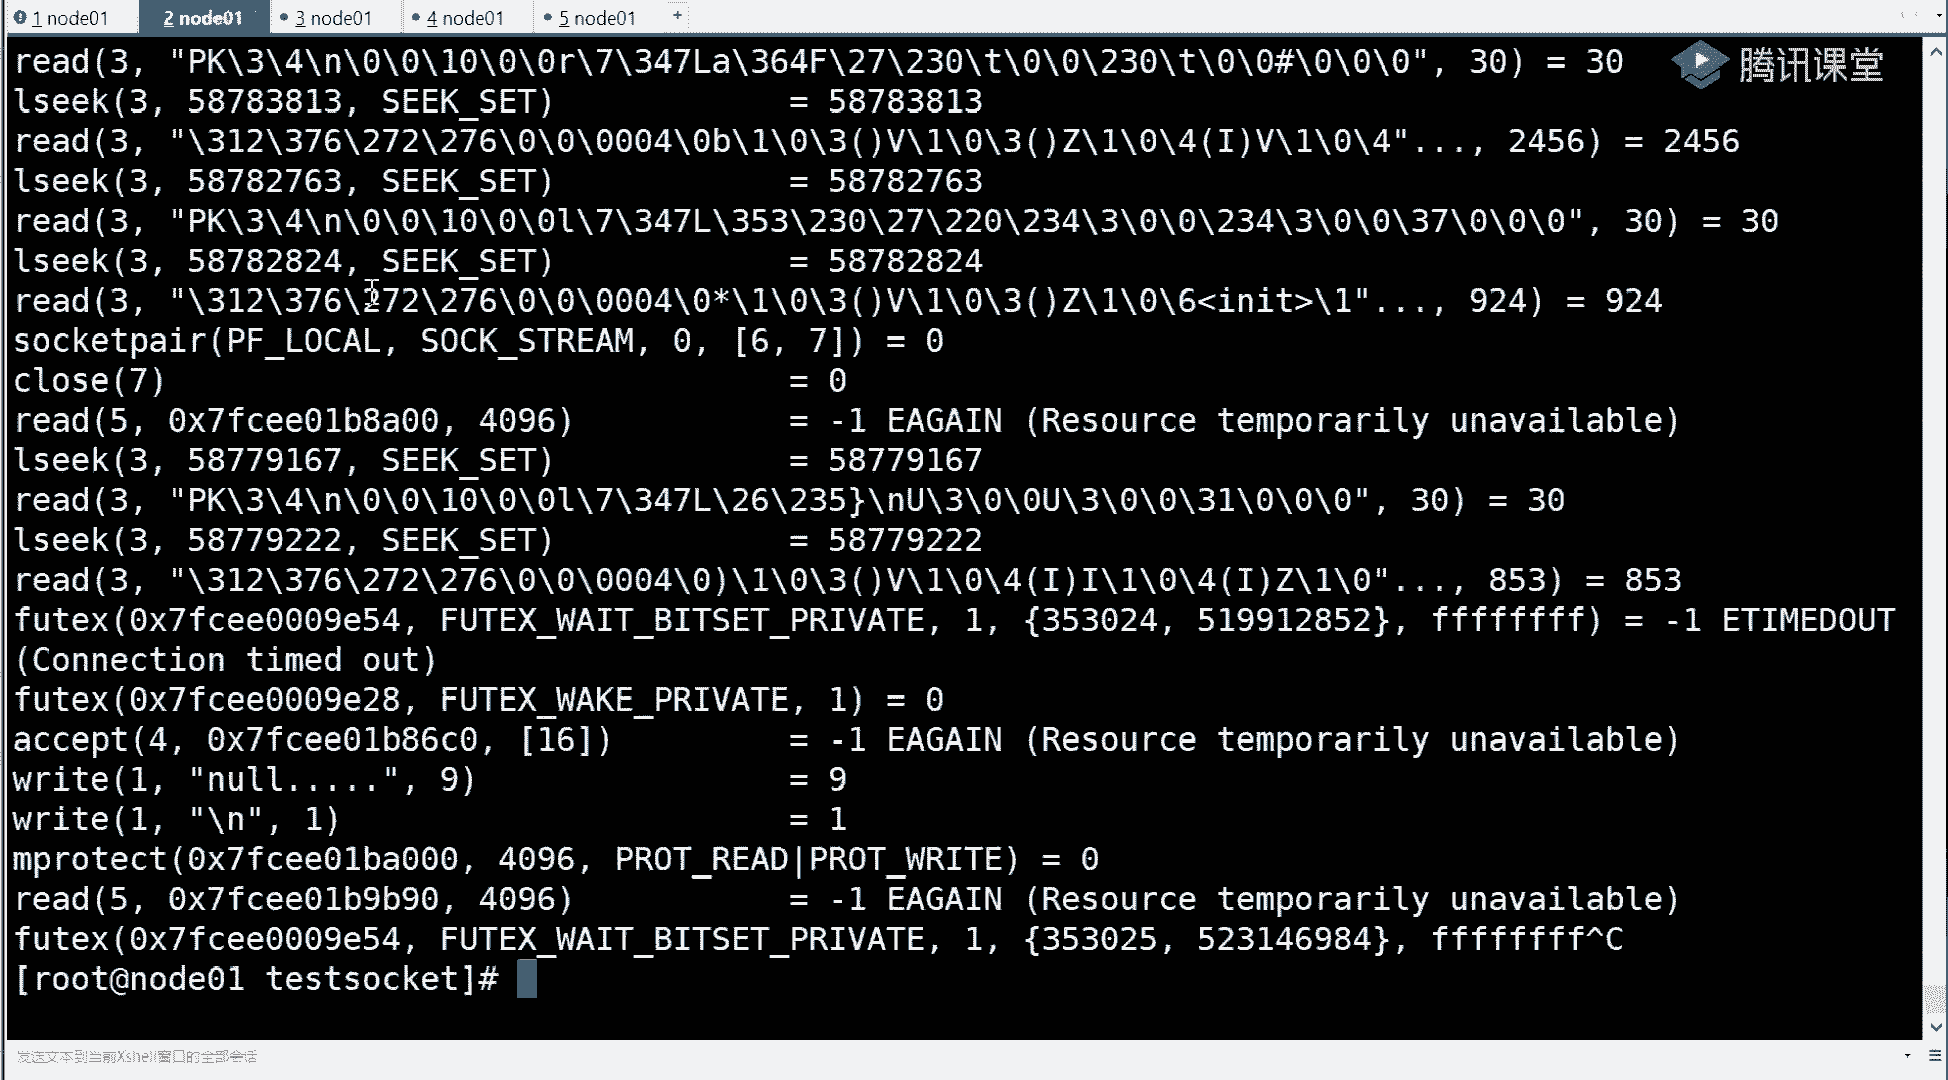 1 node01
2 node01
3 node01
4 node01
5 node01
+
read(3, "PK\3\4\n\0\0\10\0\0r\7\347La\364F\27\230\t\0\0\230\t\0\0#\0\0\0", 30) = 30
腾讯课堂
lseek(3, 58783813, SEEK_SET)            = 58783813
read(3, "\312\376\272\276\0\0\0004\0b\1\0\3()V\1\0\3()Z\1\0\4(I)V\1\0\4"..., 2456) = 2456
lseek(3, 58782763, SEEK_SET)            = 58782763
read(3, "PK\3\4\n\0\0\10\0\0l\7\347L\353\230\27\220\234\3\0\0\234\3\0\0\37\0\0\0", 30) = 30
lseek(3, 58782824, SEEK_SET)            = 58782824
read(3, "\312\376\272\276\0\0\0004\0*\1\0\3()V\1\0\3()Z\1\0\6<init>\1"..., 924) = 924
socketpair(PF_LOCAL, SOCK_STREAM, 0, [6, 7]) = 0
close(7)                                = 0
read(5, 0x7fcee01b8a00, 4096)           = -1 EAGAIN (Resource temporarily unavailable)
lseek(3, 58779167, SEEK_SET)            = 58779167
read(3, "PK\3\4\n\0\0\10\0\0l\7\347L\26\235}\nU\3\0\0U\3\0\0\31\0\0\0", 30) = 30
lseek(3, 58779222, SEEK_SET)            = 58779222
read(3, "\312\376\272\276\0\0\0004\0)\1\0\3()V\1\0\4(I)I\1\0\4(I)Z\1\0"..., 853) = 853
futex(0x7fcee0009e54, FUTEX_WAIT_BITSET_PRIVATE, 1, {353024, 519912852}, ffffffff) = -1 ETIMEDOUT
(Connection timed out)
futex(0x7fcee0009e28, FUTEX_WAKE_PRIVATE, 1) = 0
accept(4, 0x7fcee01b86c0, [16])         = -1 EAGAIN (Resource temporarily unavailable)
write(1, "null.....", 9)                = 9
write(1, "\n", 1)                       = 1
mprotect(0x7fcee01ba000, 4096, PROT_READ|PROT_WRITE) = 0
read(5, 0x7fcee01b9b90, 4096)           = -1 EAGAIN (Resource temporarily unavailable)
futex(0x7fcee0009e54, FUTEX_WAIT_BITSET_PRIVATE, 1, {353025, 523146984}, ffffffff^C
[root@node01 testsocket]#
发送文本到当前Xshell窗口的全部会话